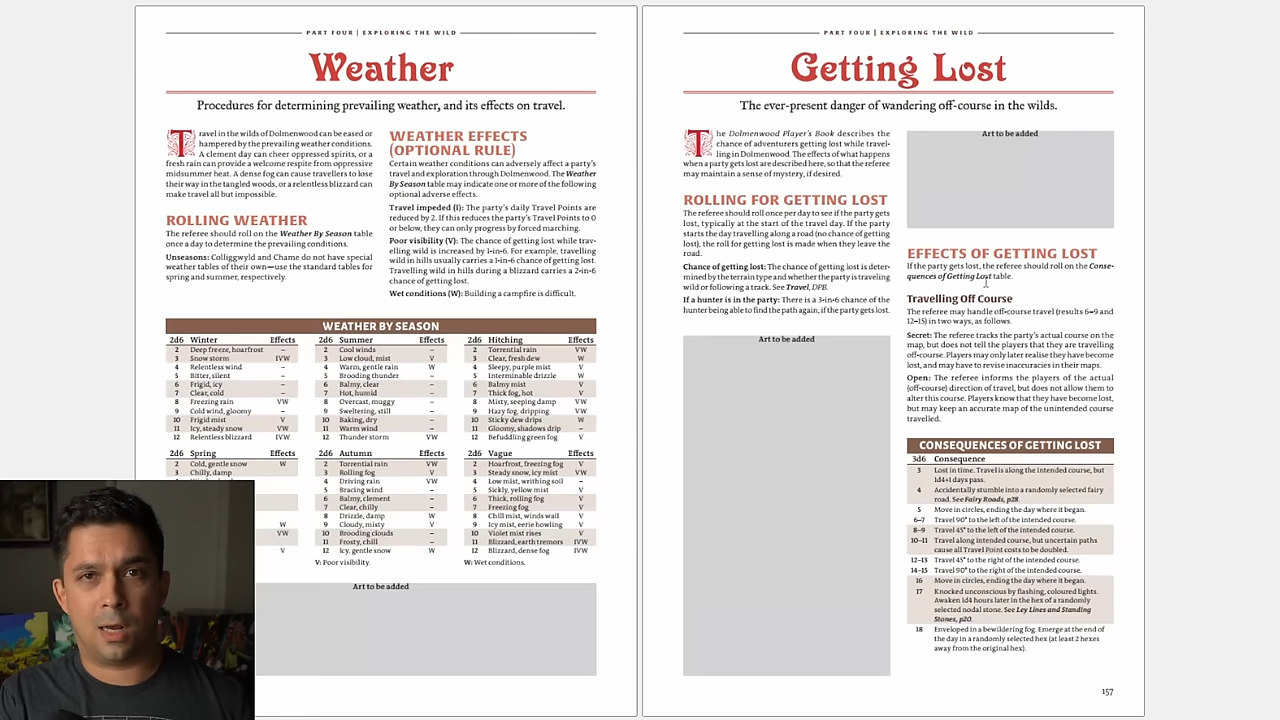 PART FOUR | EXPLORING THE WILD
Weather
Procedures for determining prevailing weather, and its effects on travel.
Travel in the wilds of Dolmenwood can be eased or
hampered by the prevailing weather conditions.
A clement day can cheer oppressed spirits, or a
fresh rain can provide a welcome respite from oppressive
midsummer heat. A dense fog can cause travellers to lose
their way in the tangled woods, or a relentless blizzard can
make travel all but impossible.
ROLLING WEATHER
The referee should roll on the Weather By Season table
once a day to determine the prevailing conditions.
Unseasons: Colliggwyld and Chame do not have special
weather tables of their own—use the standard tables for
spring and summer, respectively.
WEATHER EFFECTS
(OPTIONAL RULE)
Certain weather conditions can adversely affect a party's
travel and exploration through Dolmenwood. The Weather
By Season table may indicate one or more of the following
optional adverse effects.
Travel impeded (I): The party's daily Travel Points are
reduced by 2. If this reduces the party's Travel Points to 0
or below, they can only progress by forced marching.
Poor visibility (V): The chance of getting lost while trav-
elling wild is increased by 1-in-6. For example, travelling
wild in hills usually carries a 1-in-6 chance of getting lost.
Travelling wild in hills during a blizzard carries a 2-in-6
chance of getting lost.
Wet conditions (W): Building a campfire is difficult.
WEATHER BY SEASON
2d6 Winter Effects
2 Deep freeze, hoarfrost –
3 Snow storm IVW
4 Relentless wind –
5 Bitter, silent –
6 Frigid, icy –
7 Clear, cold –
8 Freezing rain VW
9 Cold wind, gloomy –
10 Frigid mist V
11 Icy, steady snow VW
12 Relentless blizzard IVW
2d6 Summer Effects
2 Cool winds –
3 Low cloud, mist V
4 Warm, gentle rain W
5 Brooding thunder –
6 Balmy, clear –
7 Hot, humid –
8 Overcast, muggy –
9 Sweltering, still –
10 Baking, dry –
11 Warm wind –
12 Thunder storm VW
2d6 Hitching Effects
2 Torrential rain VW
3 Clear, fresh dew W
4 Sleepy, purple mist V
5 Interminable drizzle W
6 Balmy mist V
7 Thick fog, hot V
8 Misty, seeping damp VW
9 Hazy fog, dripping VW
10 Sticky dew drips W
11 Gloomy, shadows drip –
12 Befuddling green fog V
2d6 Spring Effects
2 Cold, gentle snow W
3 Chilly, damp
W
VW
V
2d6 Autumn Effects
2 Torrential rain VW
3 Rolling fog V
4 Driving rain VW
5 Bracing wind –
6 Balmy, clement –
7 Clear, chilly –
8 Drizzle, damp W
9 Cloudy, misty V
10 Brooding clouds –
11 Frosty, chill –
12 Icy, gentle snow W
2d6 Vague Effects
2 Hoarfrost, freezing fog V
3 Steady snow, icy mist VW
4 Low mist, writhing soil –
5 Sickly, yellow mist V
6 Thick, rolling fog V
7 Freezing fog V
8 Chill mist, winds wail V
9 Icy mist, eerie howling V
10 Violet mist rises V
11 Blizzard, earth tremors IVW
12 Blizzard, dense fog IVW
V: Poor visibility. W: Wet conditions.
Art to be added
PART FOUR | EXPLORING THE WILD
Getting Lost
The ever-present danger of wandering off-course in the wilds.
The Dolmenwood Player's Book describes the
chance of adventurers getting lost while travel-
ling in Dolmenwood. The effects of what happens
when a party gets lost are described here, so that the referee
may maintain a sense of mystery, if desired.
ROLLING FOR GETTING LOST
The referee should roll once per day to see if the party gets
lost, typically at the start of the travel day. If the party
starts the day travelling along a road (no chance of getting
lost), the roll for getting lost is made when they leave the
road.
Chance of getting lost: The chance of getting lost is deter-
mined by the terrain type and whether the party is traveling
wild or following a track. See Travel, DPB.
If a hunter is in the party: There is a 3-in-6 chance of the
hunter being able to find the path again, if the party gets lost.
Art to be added
Art to be added
EFFECTS OF GETTING LOST
If the party gets lost, the referee should roll on the Conse-
quences of Getting Lost table.
Travelling Off Course
The referee may handle off-course travel (results 6–9 and
12–15) in two ways, as follows.
Secret: The referee tracks the party's actual course on the
map, but does not tell the players that they are travelling
off-course. Players may only later realise they have become
lost, and may have to revise inaccuracies in their maps.
Open: The referee informs the players of the actual
(off-course) direction of travel, but does not allow them to
alter this course. Players know that they have become lost,
but may keep an accurate map of the unintended course
travelled.
CONSEQUENCES OF GETTING LOST
3d6 Consequence
3 Lost in time. Travel is along the intended course, but
1d4+1 days pass.
4 Accidentally stumble into a randomly selected fairy
road. See Fairy Roads, p28.
5 Move in circles, ending the day where it began.
6–7 Travel 90° to the left of the intended course.
8–9 Travel 45° to the left of the intended course.
10–11 Travel along intended course, but uncertain paths
cause all Travel Point costs to be doubled.
12–13 Travel 45° to the right of the intended course.
14–15 Travel 90° to the right of the intended course.
16 Move in circles, ending the day where it began.
17 Knocked unconscious by flashing, coloured lights.
Awaken 1d4 hours later in the hex of a randomly
selected nodal stone. See Ley Lines and Standing
Stones, p20.
18 Enveloped in a bewildering fog. Emerge at the end of
the day in a randomly selected hex (at least 2 hexes
away from the original hex).
157